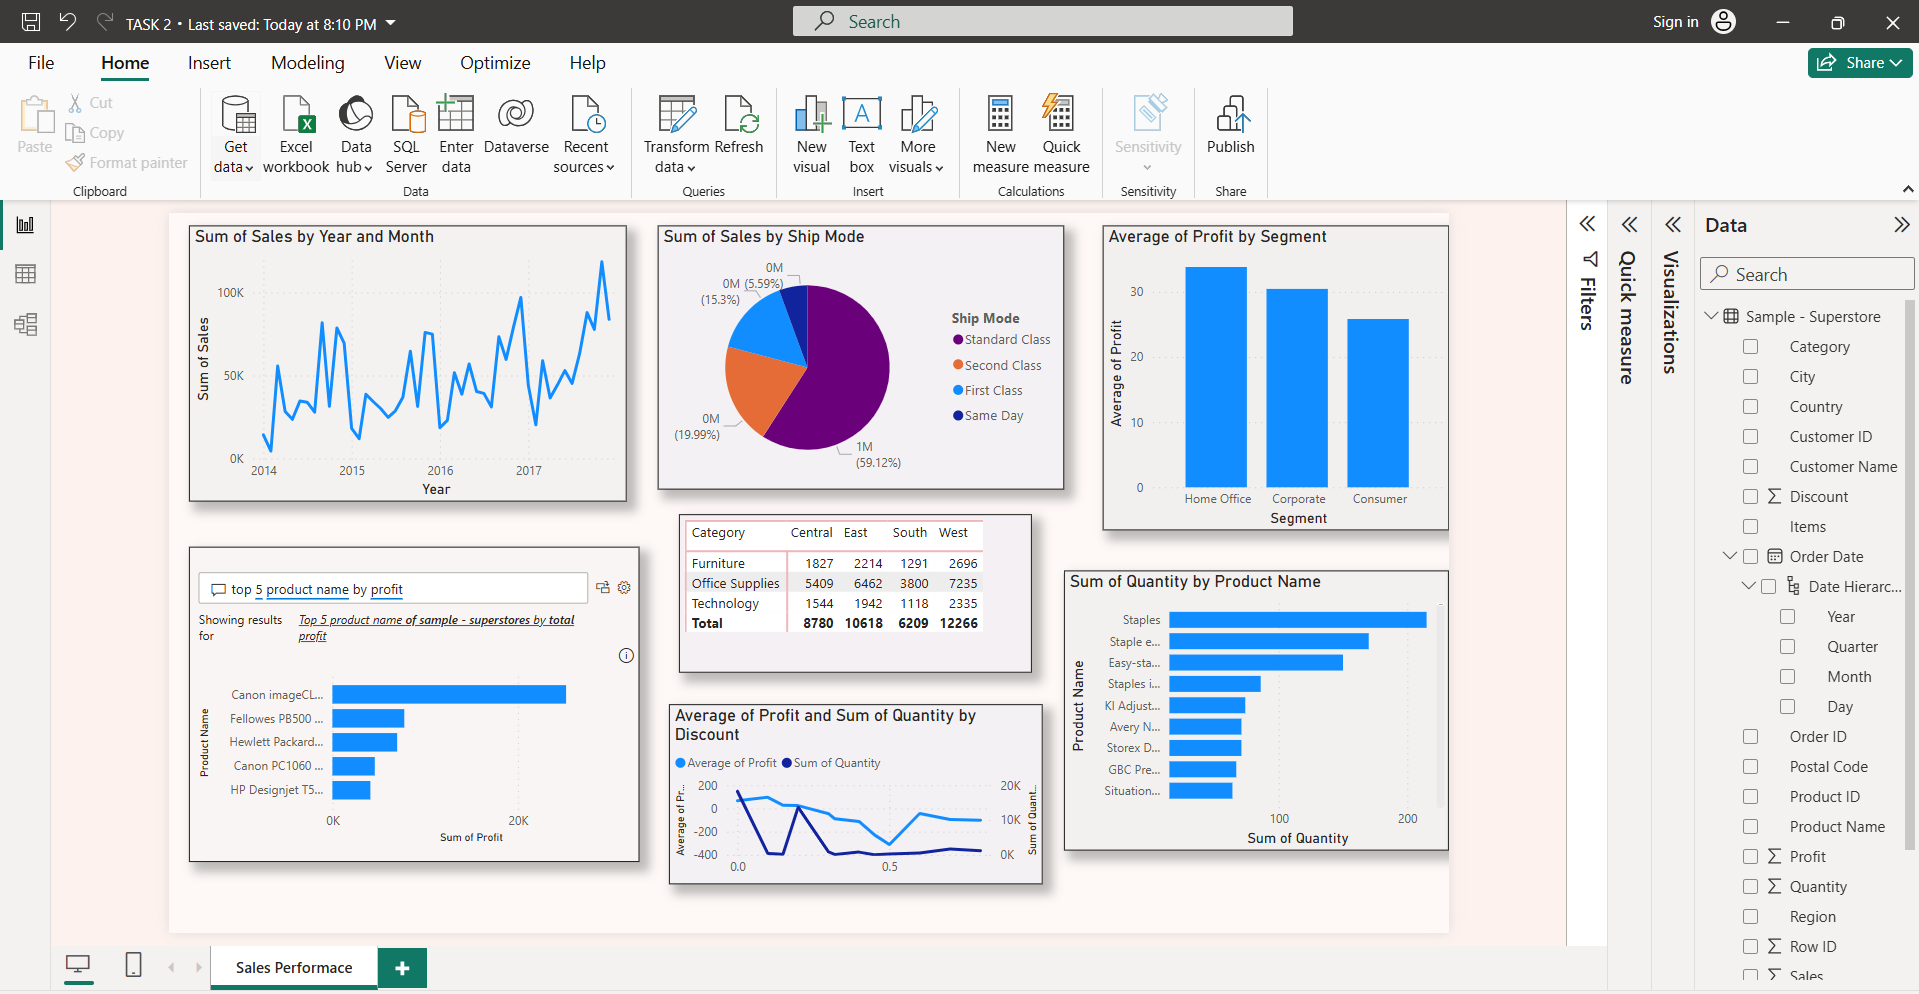 TASK 2 • Last saved: Today at 8:10 PM
Search
Sign in
File Home Insert Modeling View Optimize Help
Share
Paste
Cut
Copy
Format painter
Clipboard
Get data
Excel workbook
Data hub
SQL Server
Enter data
Dataverse
Recent sources
Data
Transform data
Refresh
Queries
New visual
Text box
More visuals
Insert
New measure
Quick measure
Calculations
Sensitivity
Sensitivity
Publish
Share
Sum of Sales by Year and Month
Sum of Sales
100K
50K
0K
2014 2015 2016 2017
Year
Sum of Sales by Ship Mode
0M
(5.59%)
0M
(15.3%)
0M
(19.99%)
1M
(59.12%)
Ship Mode
Standard Class
Second Class
First Class
Same Day
Average of Profit by Segment
Average of Profit
30
20
10
0
Home Office Corporate Consumer
Segment
top 5 product name by profit
Showing results for
Top 5 product name of sample - superstores by total profit
Product Name
Canon imageCL...
Fellowes PB500 ...
Hewlett Packard...
Canon PC1060 ...
HP Designjet T5...
0K 20K
Sum of Profit
Category Central East South West
Furniture 1827 2214 1291 2696
Office Supplies 5409 6462 3800 7235
Technology 1544 1942 1118 2335
Total 8780 10618 6209 12266
Average of Profit and Sum of Quantity by
Discount
Average of Profit Sum of Quantity
Average of Pr...
200
0
-200
-400
0.0 0.5
20K
10K
0K
Sum of Quant...
Sum of Quantity by Product Name
Product Name
Staples
Staple e...
Easy-sta...
Staples i...
KI Adjust...
Avery N...
Storex D...
GBC Pre...
Situation...
100 200
Sum of Quantity
Filters
Quick measure
Visualizations
Data
Search
Sample - Superstore
Category
City
Country
Customer ID
Customer Name
Discount
Items
Order Date
Date Hierarc...
Year
Quarter
Month
Day
Order ID
Postal Code
Product ID
Product Name
Profit
Quantity
Region
Row ID
Sales
Sales Performace